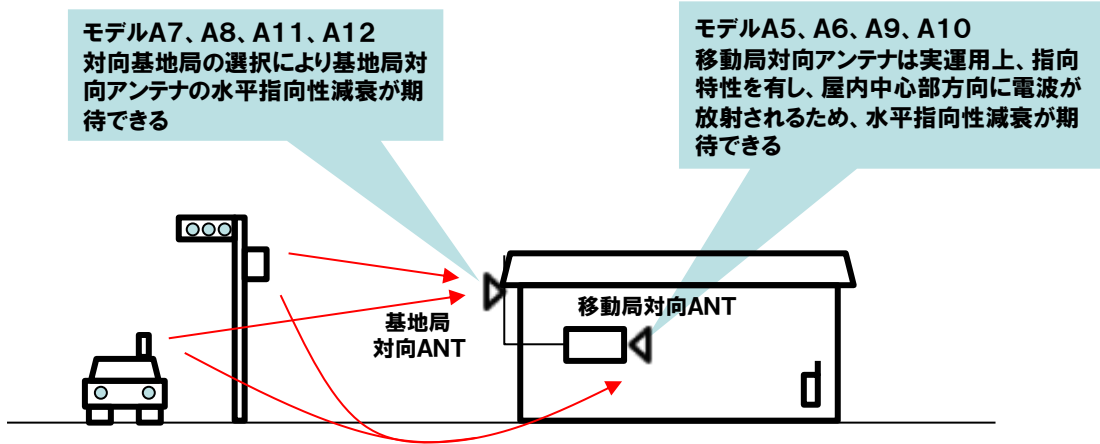 モデルA7、A8、A11、A12
対向基地局の選択により基地局対
向アンテナの水平指向性減衰が期
待できる
モデルA5、A6、A9、A10
移動局対向アンテナは実運用上、指向
特性を有し、屋内中心部方向に電波が
放射されるため、水平指向性減衰が期
待できる
基地局
対向ANT
移動局対向ANT